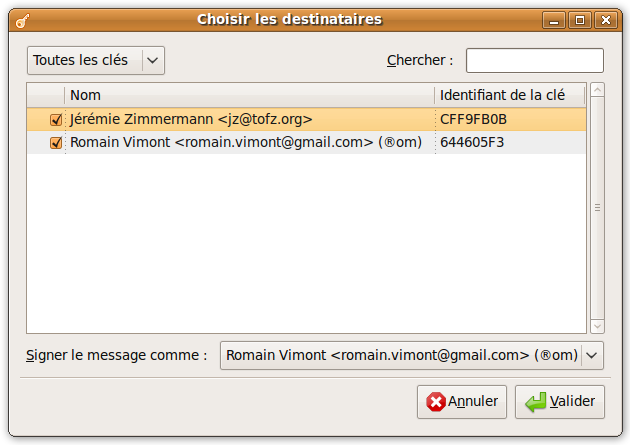 Choisir les destinataires
Toutes les clés
Chercher :
Nom Identifiant de la clé
Jérémie Zimmermann <jz@tofz.org> CFF9FB0B
Romain Vimont <romain.vimont@gmail.com> (®om) 644605F3
Signer le message comme : Romain Vimont <romain.vimont@gmail.com> (®om)
Annuler Valider